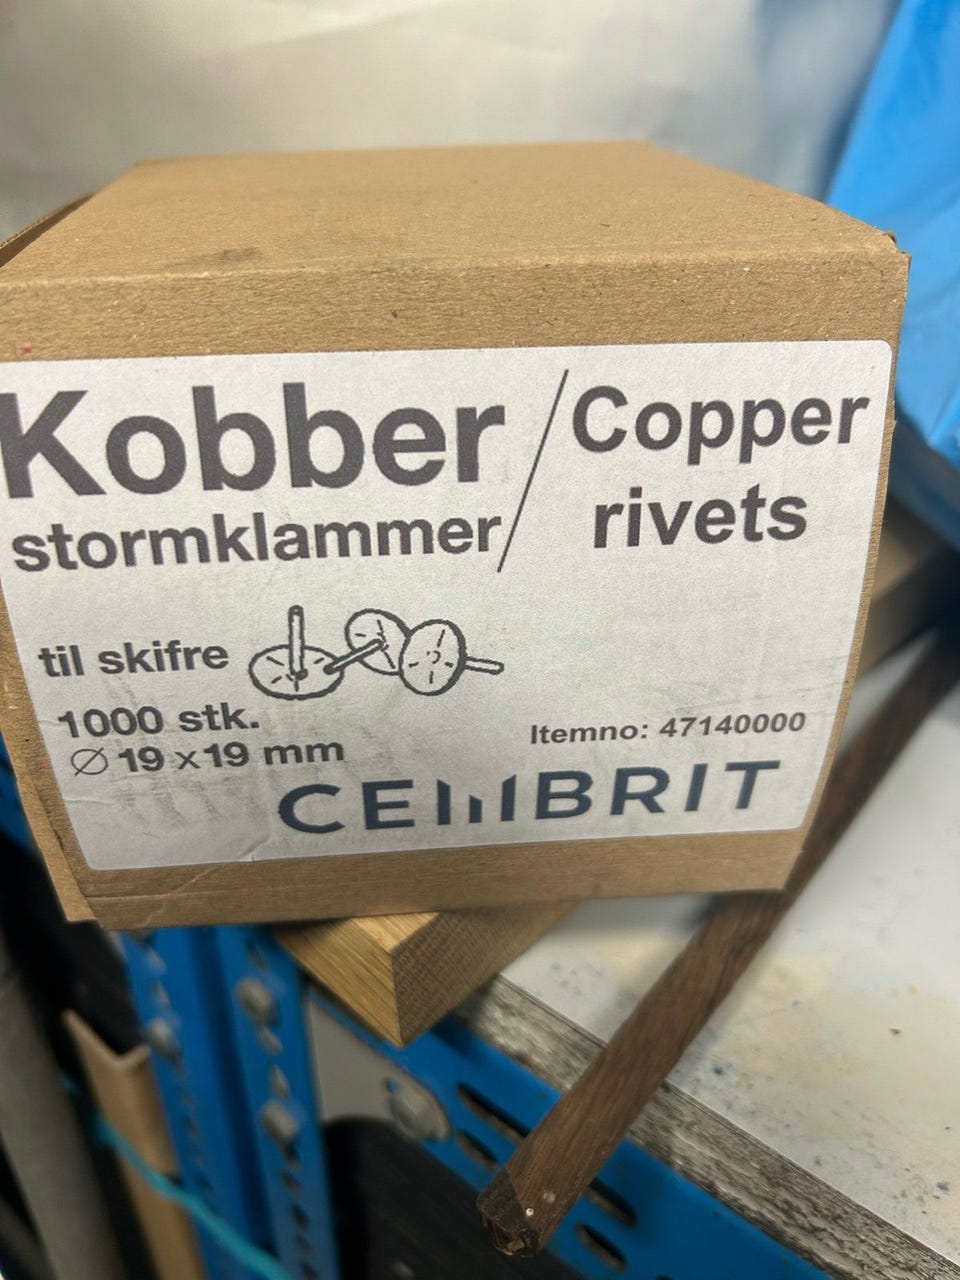 Kobber / Copper
stormklammer rivets
til skifre
1000 stk.
Ø 19 x 19 mm
Itemno: 47140000
CEMBRIT